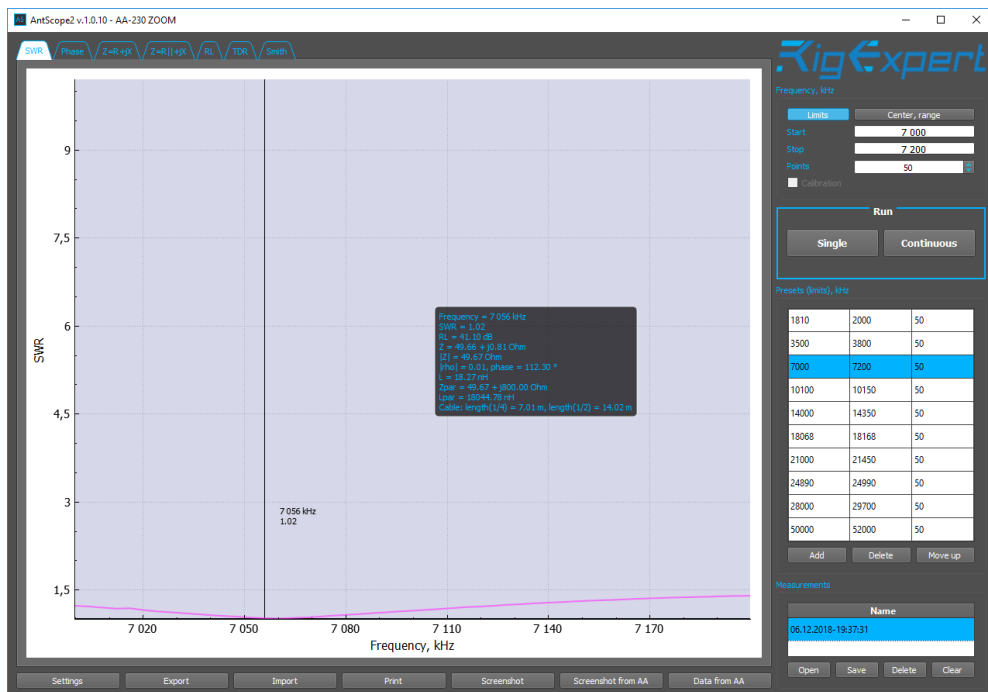 AS AntScope2 v.1.0.10 - AA-230 ZOOM
SWR Phase Z=R+jX Z=R||+jX RL TDR Smith
RigExpert
Frequency, kHz
Limits Center, range
Start 7 000
Stop 7 200
Points 50
Calibration
Run
Single Continuous
Presets (limits), kHz
1810 2000 50
3500 3800 50
7000 7200 50
10100 10150 50
14000 14350 50
18068 18168 50
21000 21450 50
24890 24990 50
28000 29700 50
50000 52000 50
Add Delete Move up
Measurements
Name
06.12.2018-19:37:31
Open Save Delete Clear
9
7,5
6
4,5
3
1,5
SWR
Frequency = 7 056 kHz
SWR = 1.02
RL = 41.10 dB
Z = 49.66 + j0.81 Ohm
|Z| = 49.67 Ohm
|rho| = 0.01, phase = 112.30 °
L = 18.27 nH
Zpar = 49.67 + j800.00 Ohm
Lpar = 18044.78 nH
Cable: length(1/4) = 7.01 m, length(1/2) = 14.02 m
7 056 kHz
1.02
7 020 7 050 7 080 7 110 7 140 7 170
Frequency, kHz
Settings Export Import Print Screenshot Screenshot from AA Data from AA